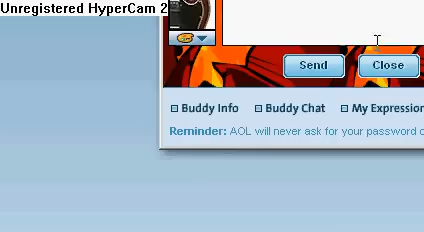 Unregistered HyperCam 2
Send Close
Buddy Info Buddy Chat My Expression
Reminder: AOL will never ask for your password